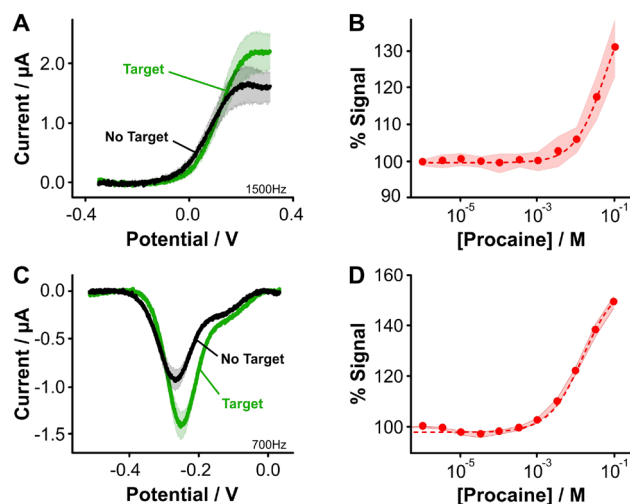 A
Current / μA
2.0
1.0
0.0
Target
No Target
1500Hz
-0.4
0.0
0.4
Potential / V
B
% Signal
130
120
110
100
90
10-5
10-3
10-1
[Procaine] / M
C
Current / μA
0.0
-0.5
-1.0
-1.5
No Target
Target
700Hz
-0.4
-0.2
0.0
Potential / V
D
% Signal
160
140
120
100
80
10-5
10-3
10-1
[Procaine] / M